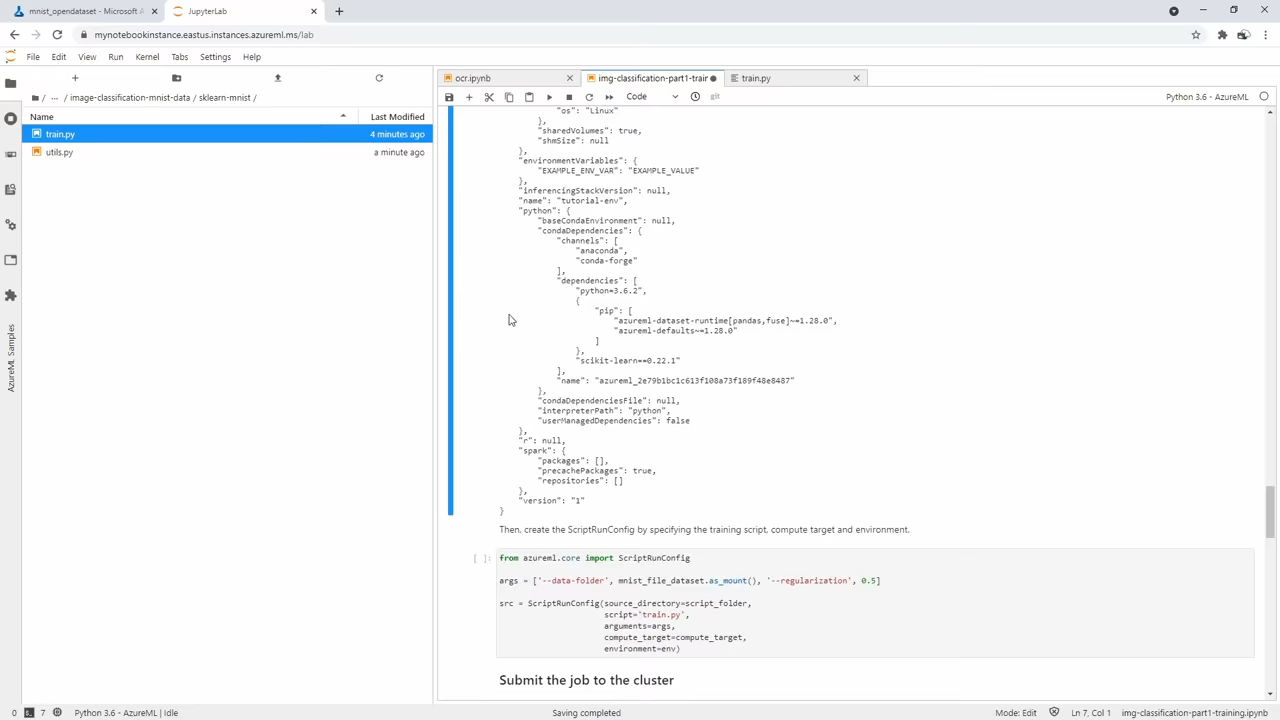 mnist_opendataset - Microsoft A
JupyterLab
mynotebookinstance.eastus.instances.azureml.ms/lab
File Edit View Run Kernel Tabs Settings Help
/ ... / image-classification-mnist-data / sklearn-mnist /
Name Last Modified
train.py 4 minutes ago
utils.py a minute ago
AzureML Samples
ocr.ipynb img-classification-part1-trair train.py
Code git Python 3.6 - AzureML
"os": "Linux"
},
"sharedVolumes": true,
"shmSize": null
},
"environmentVariables": {
"EXAMPLE_ENV_VAR": "EXAMPLE_VALUE"
},
"inferencingStackVersion": null,
"name": "tutorial-env",
"python": {
"baseCondaEnvironment": null,
"condaDependencies": {
"channels": [
"anaconda",
"conda-forge"
],
"dependencies": [
"python=3.6.2",
{
"pip": [
"azureml-dataset-runtime[pandas,fuse]~=1.28.0",
"azureml-defaults~=1.28.0"
]
},
"scikit-learn==0.22.1"
],
"name": "azureml_2e79b1bc1c613f108a73f189f48e8487"
},
"condaDependenciesFile": null,
"interpreterPath": "python",
"userManagedDependencies": false
},
"r": null,
"spark": {
"packages": [],
"precachePackages": true,
"repositories": []
},
"version": "1"
}
Then, create the ScriptRunConfig by specifying the training script, compute target and environment.
[ ]: from azureml.core import ScriptRunConfig
args = ['--data-folder', mnist_file_dataset.as_mount(), '--regularization', 0.5]
src = ScriptRunConfig(source_directory=script_folder,
script='train.py',
arguments=args,
compute_target=compute_target,
environment=env)
Submit the job to the cluster
0 7 Python 3.6 - AzureML | Idle Saving completed Mode: Edit Ln 7, Col 1 img-classification-part1-training.ipynb